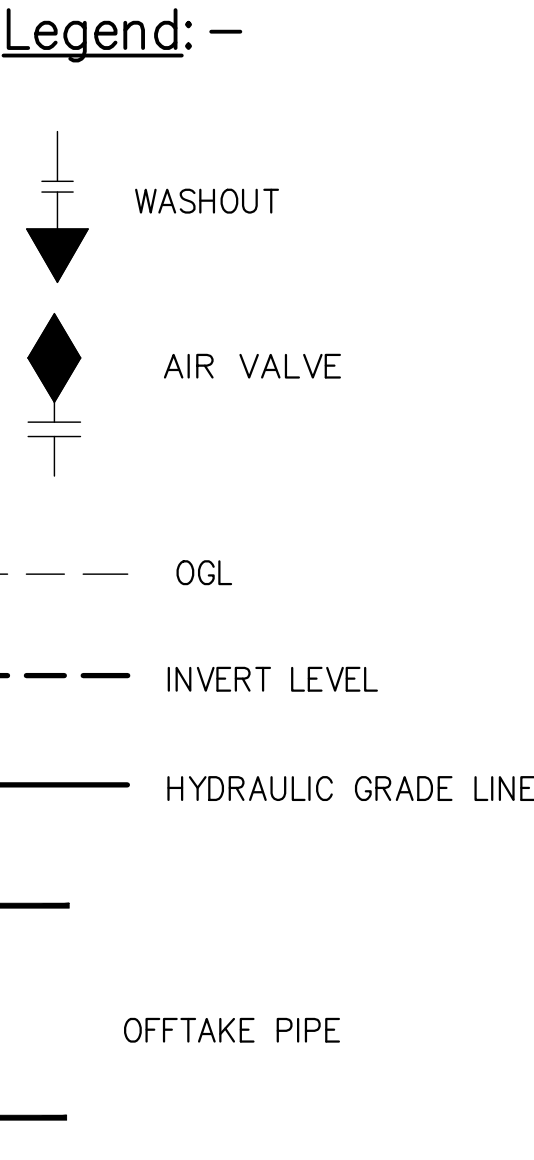 Legend: –
WASHOUT
AIR VALVE
OGL
INVERT LEVEL
HYDRAULIC GRADE LINE
OFFTAKE PIPE